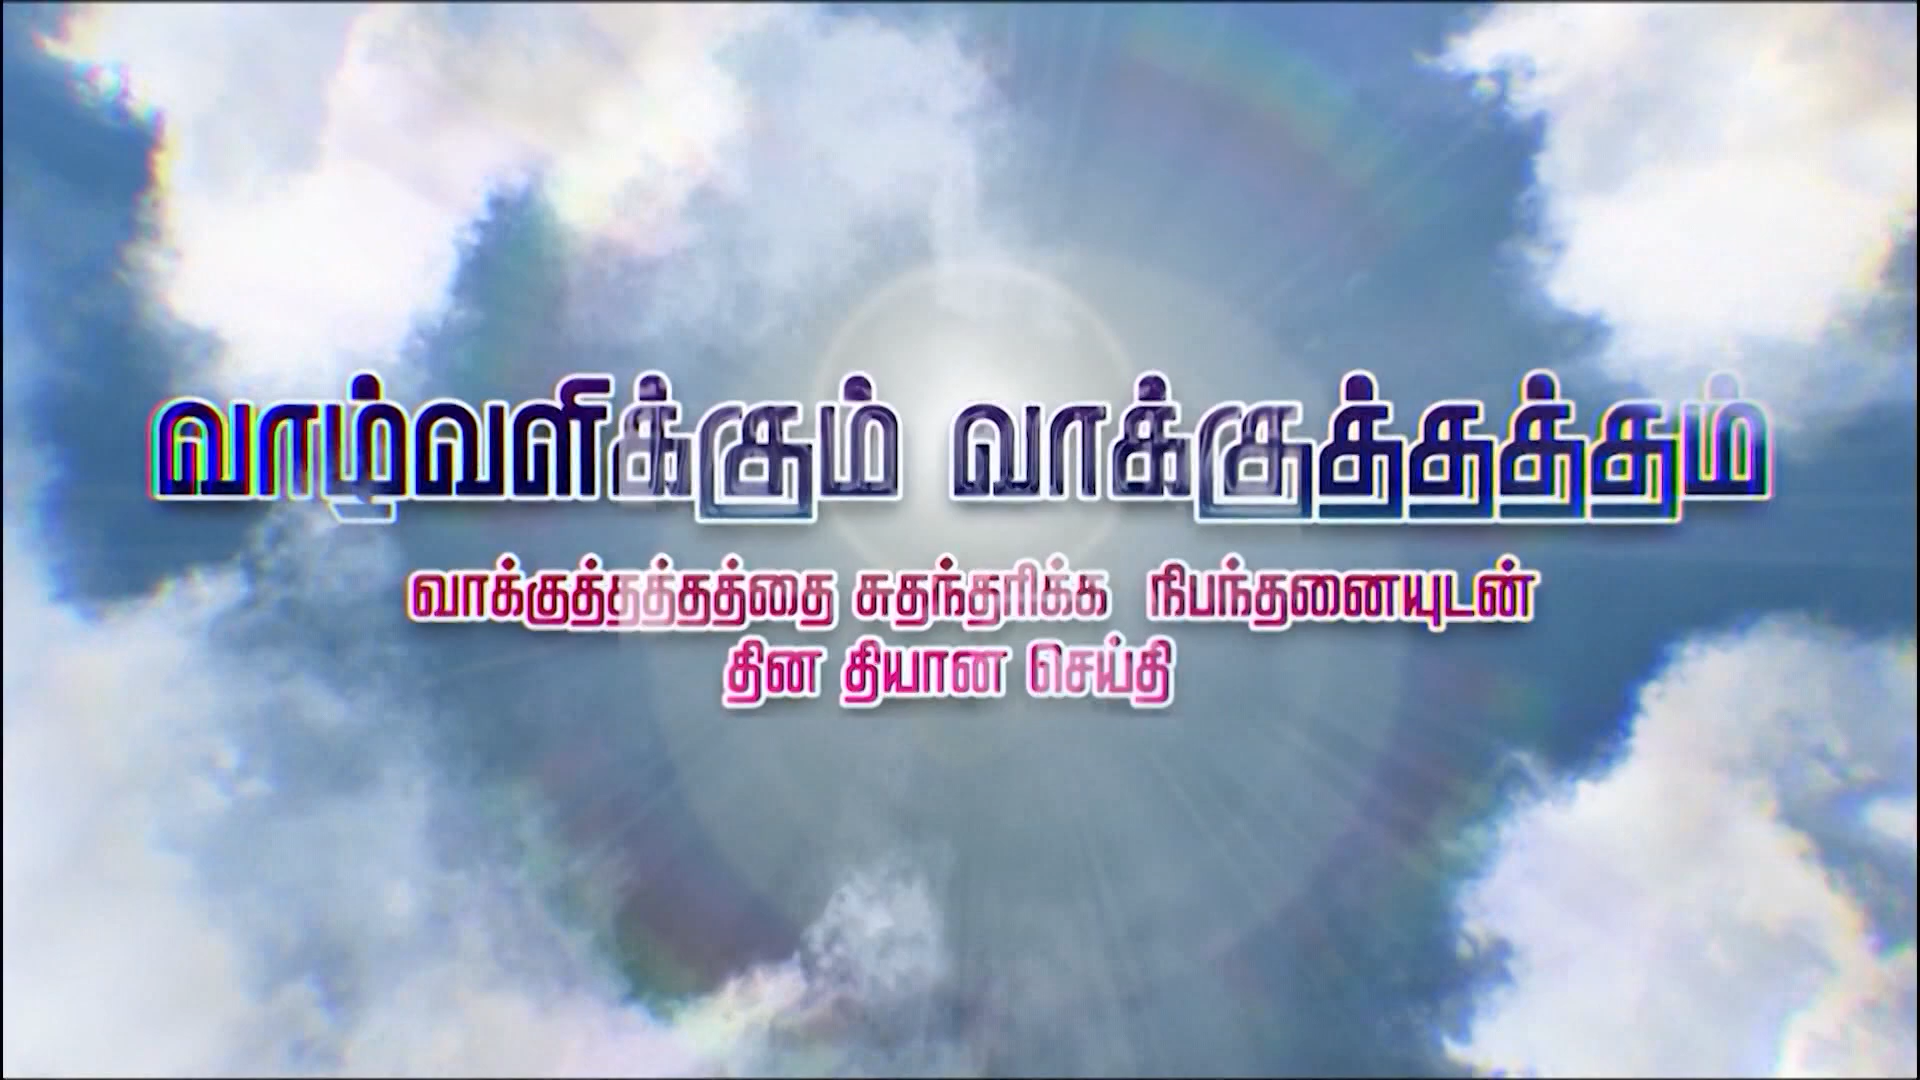 வாழ்வளிக்கும் வாக்குத்தத்தம்
வாக்குத்தத்தத்தை சுதந்தரிக்க நிபந்தனையுடன்
தின தியான செய்தி